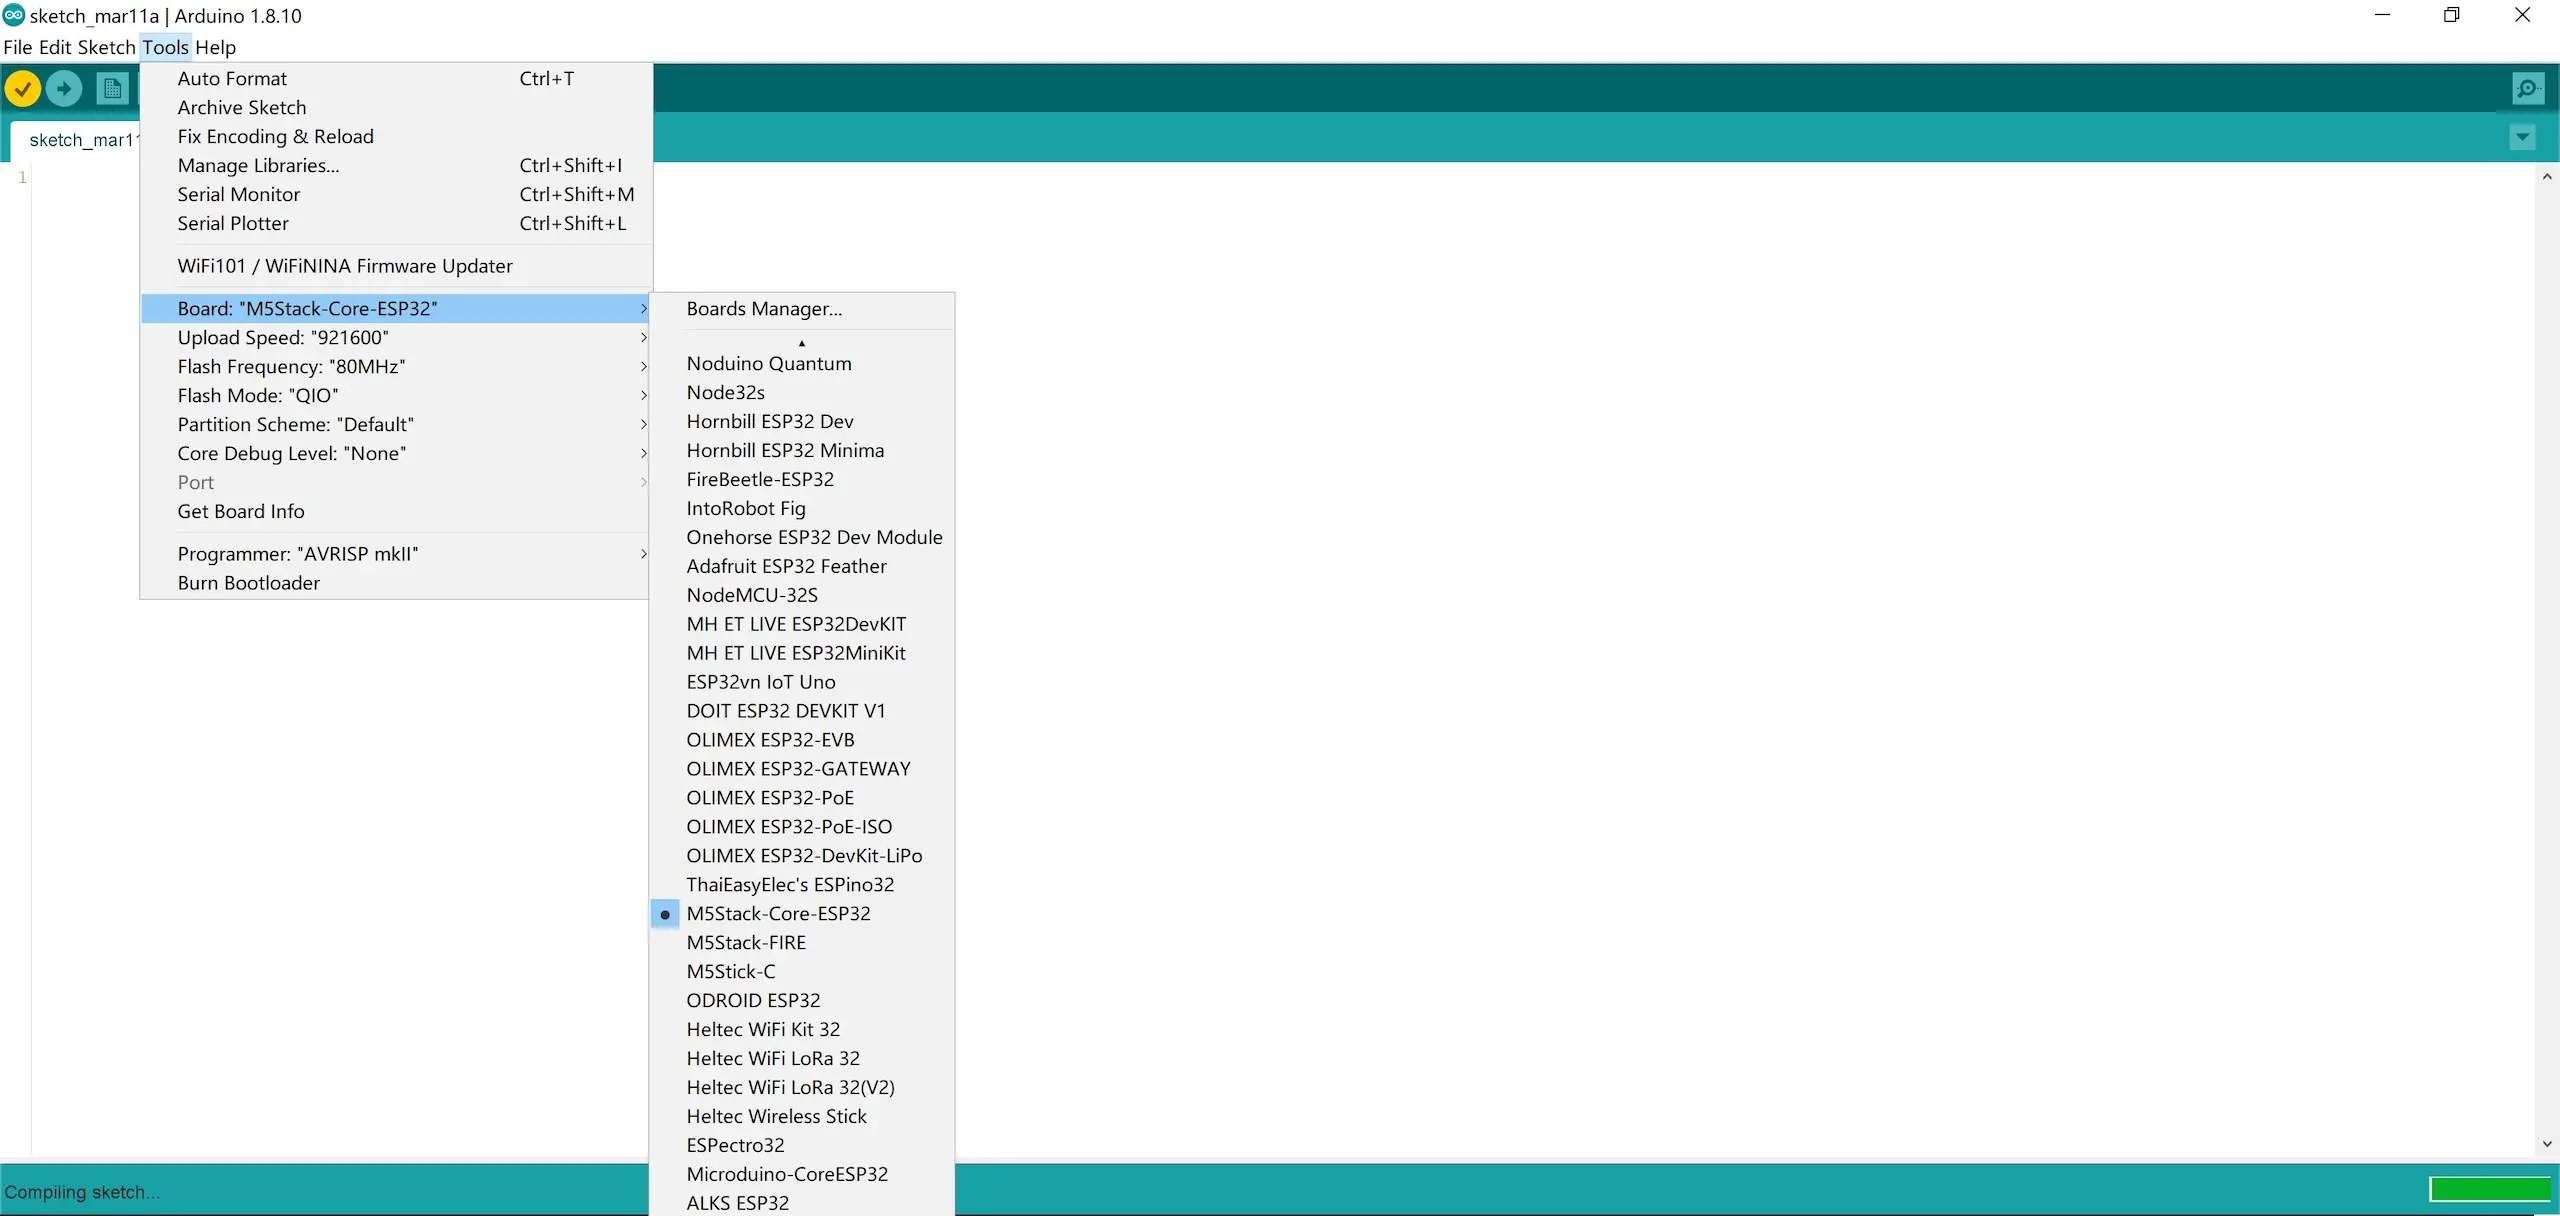 sketch_mar11a | Arduino 1.8.10
File Edit Sketch Tools Help
sketch_mar11
1
Auto Format Ctrl+T
Archive Sketch
Fix Encoding & Reload
Manage Libraries... Ctrl+Shift+I
Serial Monitor Ctrl+Shift+M
Serial Plotter Ctrl+Shift+L
WiFi101 / WiFiNINA Firmware Updater
Board: "M5Stack-Core-ESP32"
Upload Speed: "921600"
Flash Frequency: "80MHz"
Flash Mode: "QIO"
Partition Scheme: "Default"
Core Debug Level: "None"
Port
Get Board Info
Programmer: "AVRISP mkII"
Burn Bootloader
Boards Manager...
Noduino Quantum
Node32s
Hornbill ESP32 Dev
Hornbill ESP32 Minima
FireBeetle-ESP32
IntoRobot Fig
Onehorse ESP32 Dev Module
Adafruit ESP32 Feather
NodeMCU-32S
MH ET LIVE ESP32DevKIT
MH ET LIVE ESP32MiniKit
ESP32vn IoT Uno
DOIT ESP32 DEVKIT V1
OLIMEX ESP32-EVB
OLIMEX ESP32-GATEWAY
OLIMEX ESP32-PoE
OLIMEX ESP32-PoE-ISO
OLIMEX ESP32-DevKit-LiPo
ThaiEasyElec's ESPino32
M5Stack-Core-ESP32
M5Stack-FIRE
M5Stick-C
ODROID ESP32
Heltec WiFi Kit 32
Heltec WiFi LoRa 32
Heltec WiFi LoRa 32(V2)
Heltec Wireless Stick
ESPectro32
Microduino-CoreESP32
ALKS ESP32
Compiling sketch...